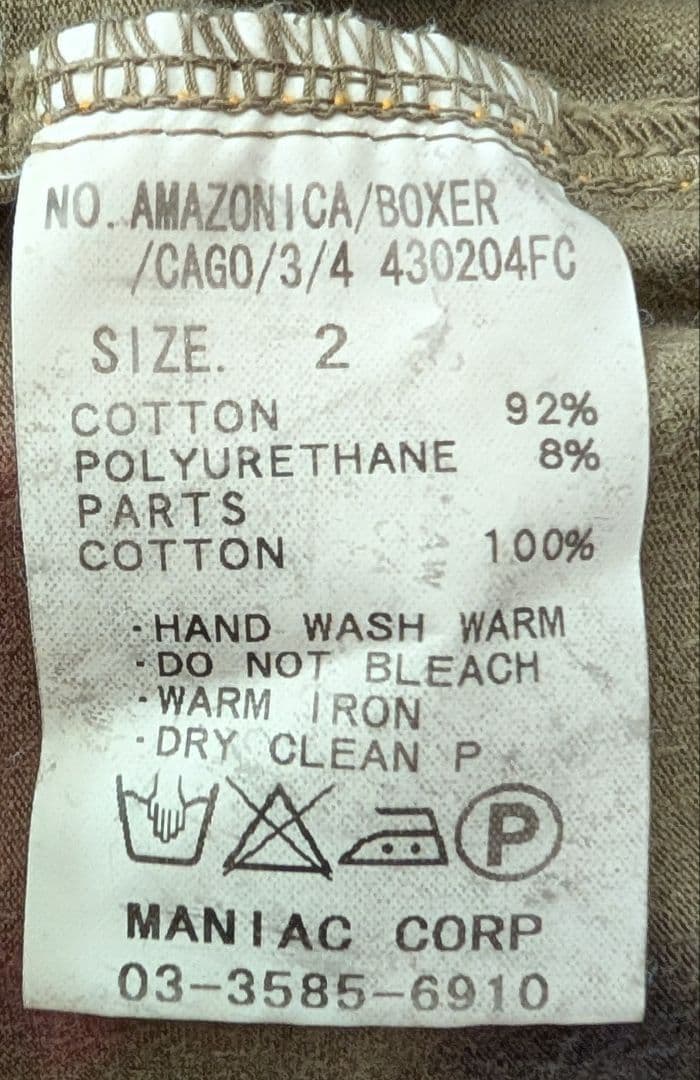 NO. AMAZONICA/BOXER
/CAGO/3/4 430204FC
SIZE. 2
COTTON 92%
POLYURETHANE 8%
PARTS
COTTON 100%
·HAND WASH WARM
·DO NOT BLEACH
·WARM IRON
·DRY CLEAN P
P
MANIAC CORP
03-3585-6910